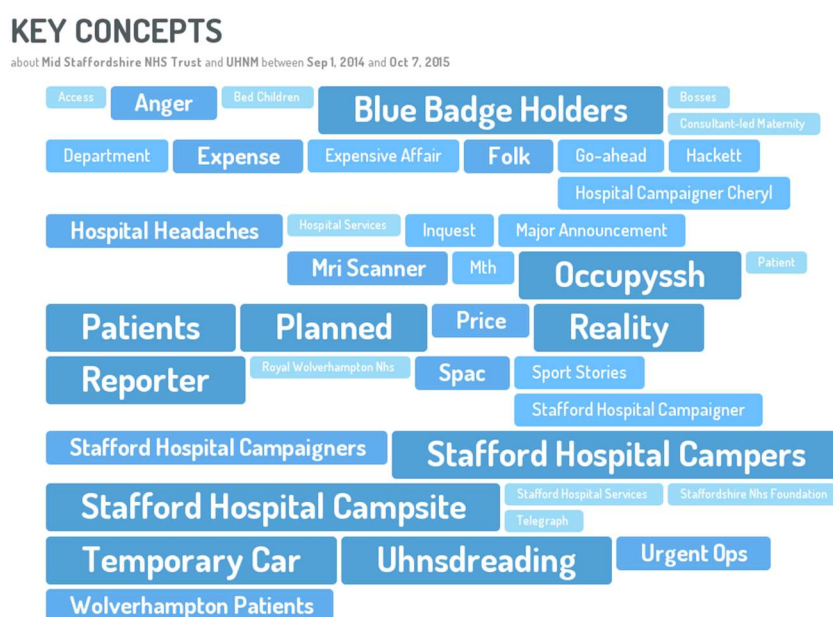 KEY CONCEPTS
about Mid Staffordshire NHS Trust and UHNM between Sep 1, 2014 and Oct 7, 2015
Access Anger Bed Children Blue Badge Holders Bosses
Consultant-led Maternity
Department Expense Expensive Affair Folk Go-ahead Hackett
Hospital Campaigner Cheryl
Hospital Headaches Hospital Services Inquest Major Announcement
Mri Scanner Mth Occupyssh Patient
Patients Planned Price Reality
Reporter Royal Wolverhampton Nhs Spac Sport Stories
Stafford Hospital Campaigner
Stafford Hospital Campaigners Stafford Hospital Campers
Stafford Hospital Campsite Stafford Hospital Services Staffordshire Nhs Foundation
Telegraph
Temporary Car Uhnsdreading Urgent Ops
Wolverhampton Patients